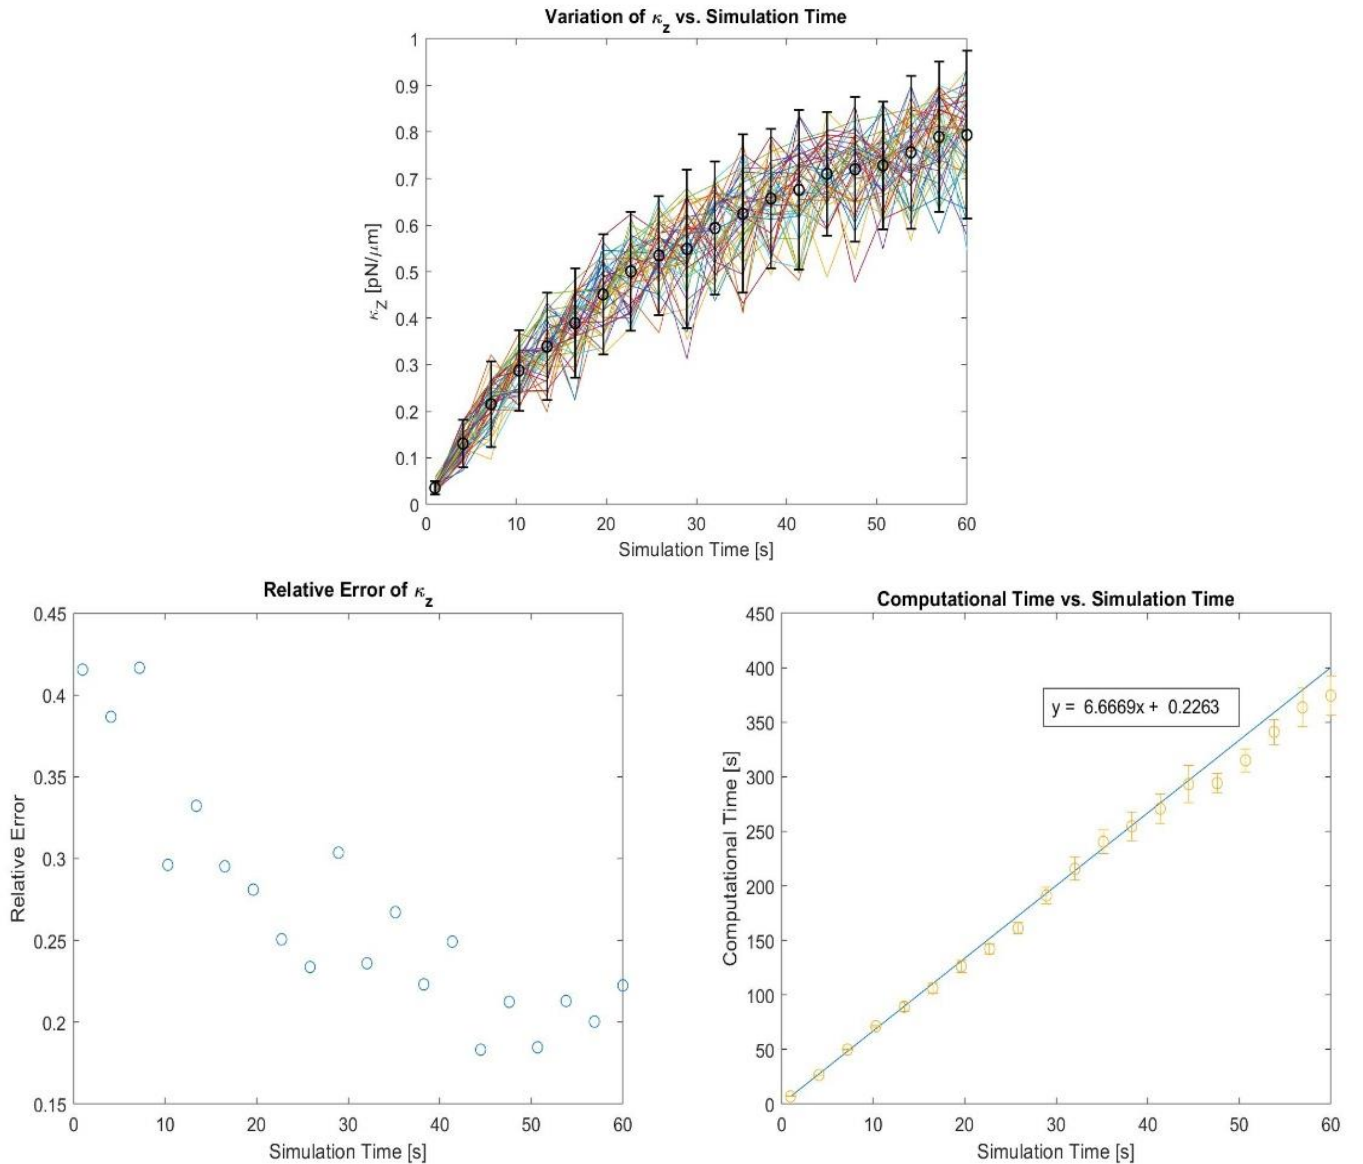 Variation of κz vs. Simulation Time
1
0.9
0.8
0.7
0.6
0.5
0.4
0.3
0.2
0.1
0
κZ [pN/μm]
0 10 20 30 40 50 60
Simulation Time [s]
Relative Error of κz
0.45
0.4
0.35
0.3
0.25
0.2
0.15
Relative Error
0 10 20 30 40 50 60
Simulation Time [s]
Computational Time vs. Simulation Time
450
400
350
300
250
200
150
100
50
0
Computational Time [s]
y = 6.6669x + 0.2263
0 10 20 30 40 50 60
Simulation Time [s]